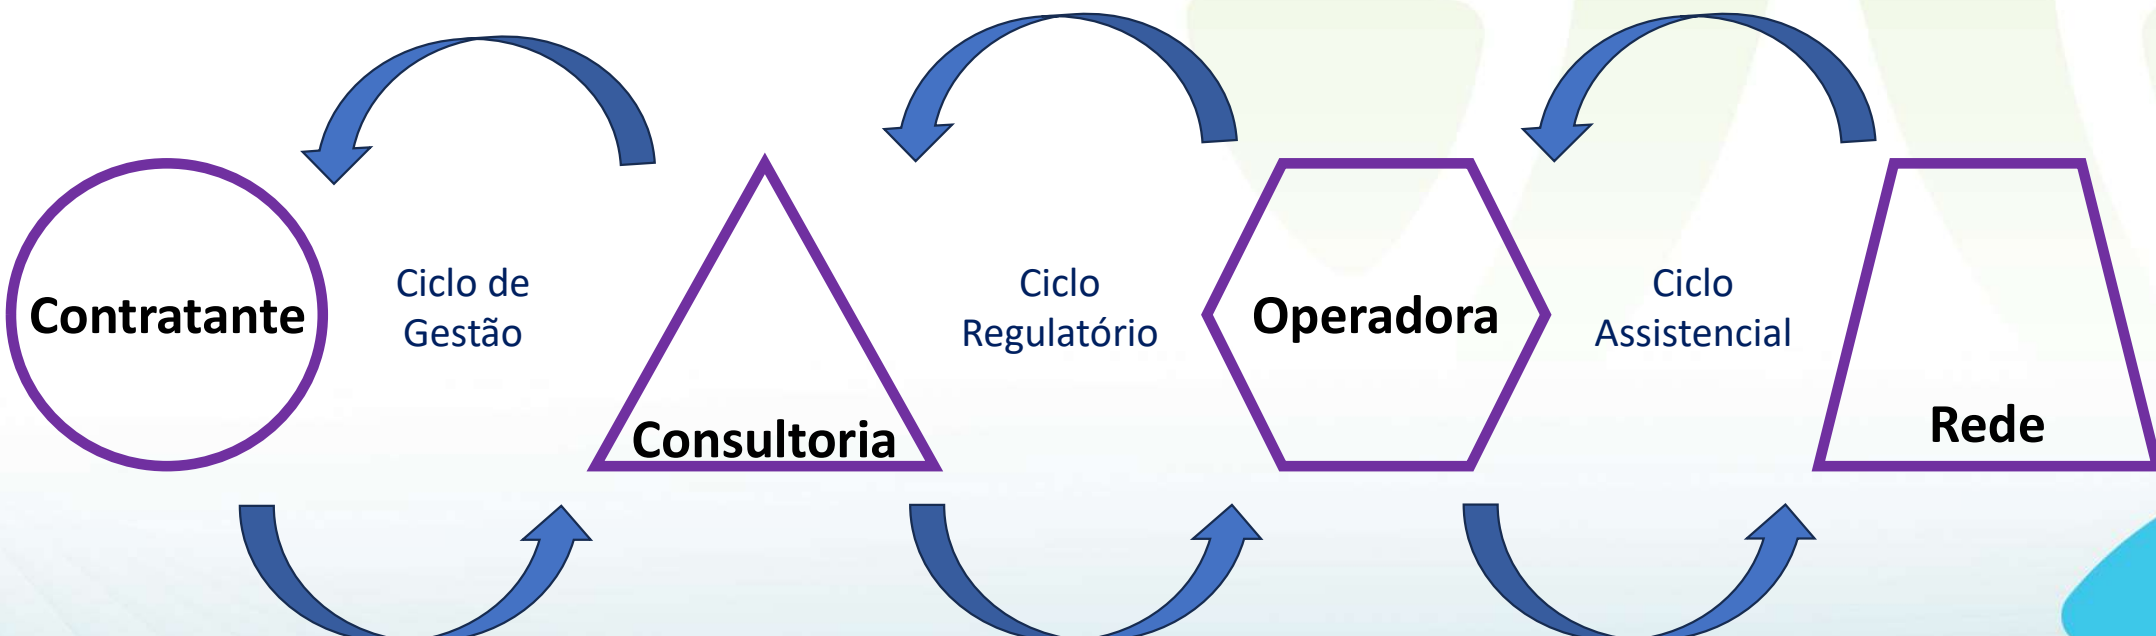 Contratante
Ciclo de
Gestão
Consultoria
Ciclo
Regulatório
Operadora
Ciclo
Assistencial
Rede